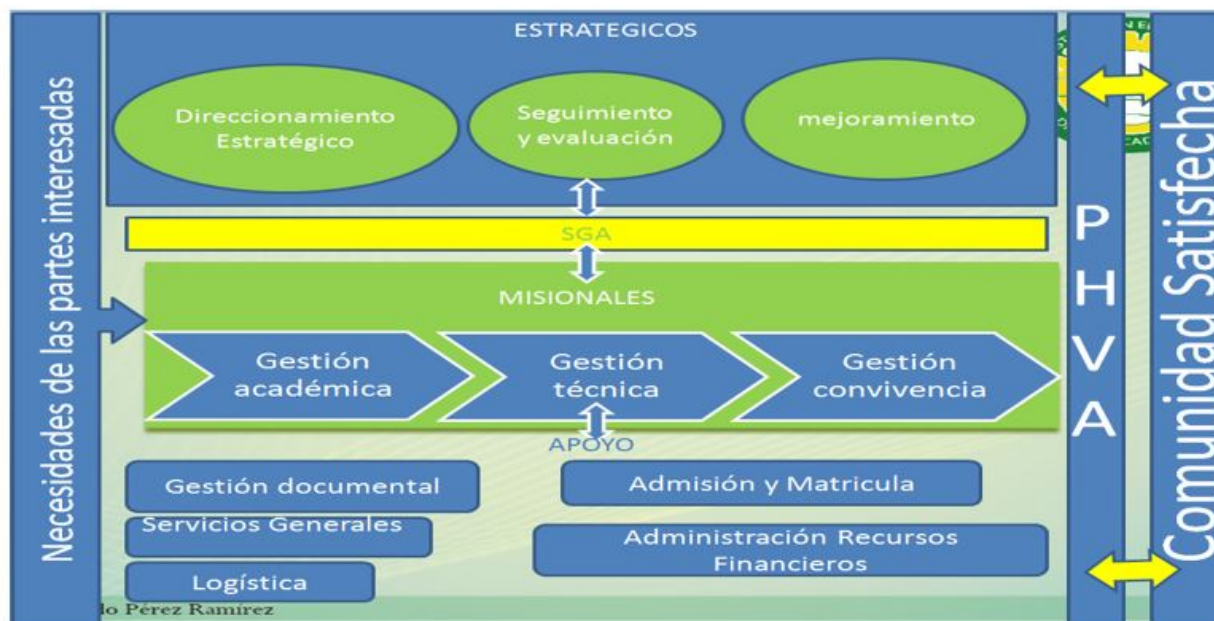 Necesidades de las partes interesadas
ESTRATEGICOS
Direccionamiento
Estratégico
Seguimiento
y evaluación
mejoramiento
SGA
MISIONALES
Gestión
académica
Gestión
técnica
Gestión
convivencia
APOYO
Gestión documental
Servicios Generales
Logística
Admisión y Matricula
Administración Recursos
Financieros
P
H
V
A
Comunidad Satisfecha
Pérez Ramírez